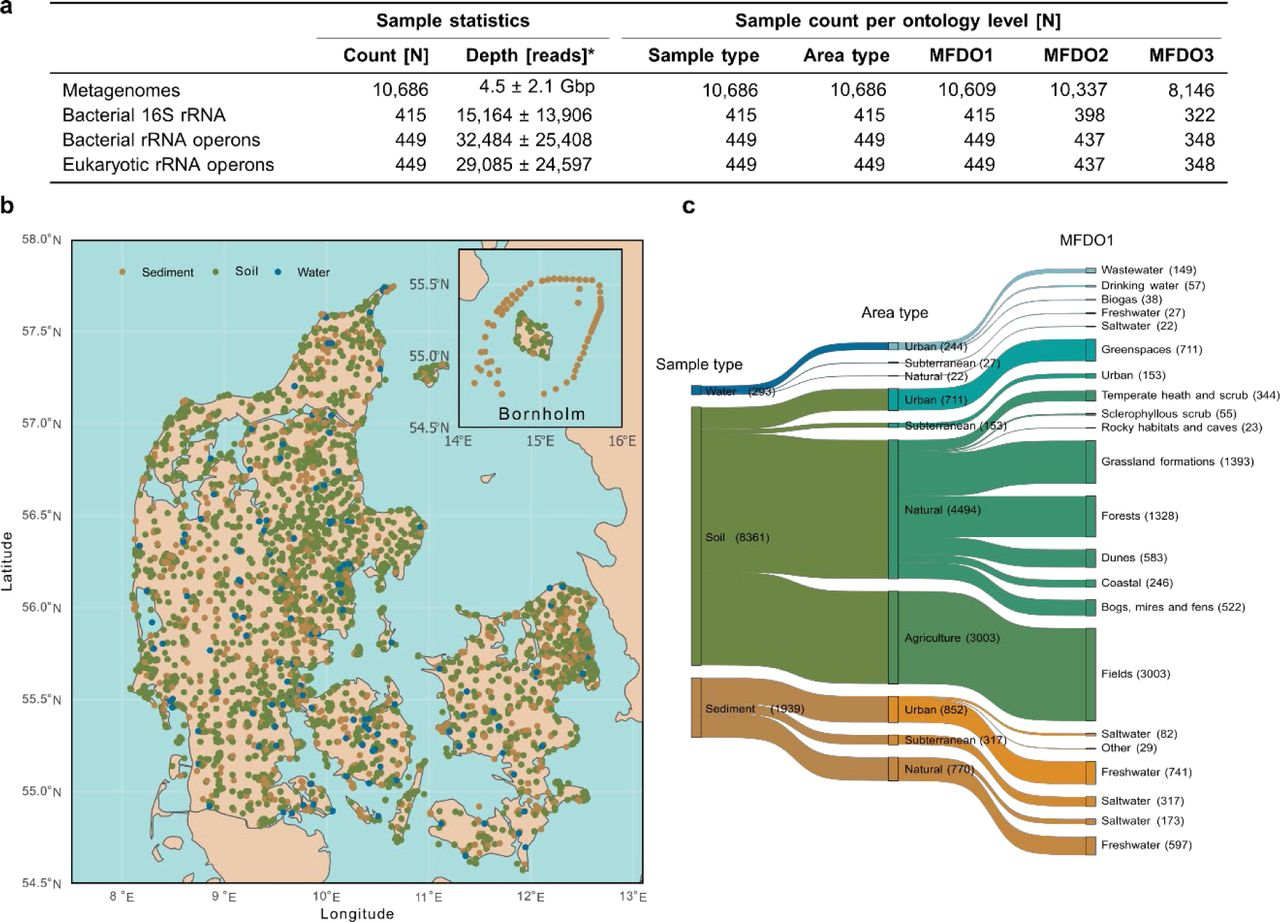 a
Sample statistics Sample count per ontology level [N]
Count [N] Depth [reads]* Sample type Area type MFDO1 MFDO2 MFDO3
Metagenomes 10,686 4.5 ± 2.1 Gbp 10,686 10,686 10,609 10,337 8,146
Bacterial 16S rRNA 415 15,164 ± 13,906 415 415 415 398 322
Bacterial rRNA operons 449 32,484 ± 25,408 449 449 449 437 348
Eukaryotic rRNA operons 449 29,085 ± 24,597 449 449 449 437 348
b
58.0°N
57.5°N
57.0°N
56.5°N
56.0°N
55.5°N
55.0°N
54.5°N
Latitude
Sediment Soil Water
55.5°N
55.0°N
54.5°N
Bornholm
14°E 15°E 16°E
8°E 9°E 10°E 11°E 12°E 13°E
Longitude
c
Sample type
Water (293)
Soil (8361)
Sediment (1939)
Area type
Urban (244)
Subterranean (27)
Natural (22)
Urban (711)
Subterranean (153)
Natural (4494)
Agriculture (3003)
Urban (852)
Subterranean (317)
Natural (770)
MFDO1
Wastewater (149)
Drinking water (57)
Biogas (38)
Freshwater (27)
Saltwater (22)
Greenspaces (711)
Urban (153)
Temperate heath and scrub (344)
Sclerophyllous scrub (55)
Rocky habitats and caves (23)
Grassland formations (1393)
Forests (1328)
Dunes (583)
Coastal (246)
Bogs, mires and fens (522)
Fields (3003)
Saltwater (82)
Other (29)
Freshwater (741)
Saltwater (317)
Saltwater (173)
Freshwater (597)